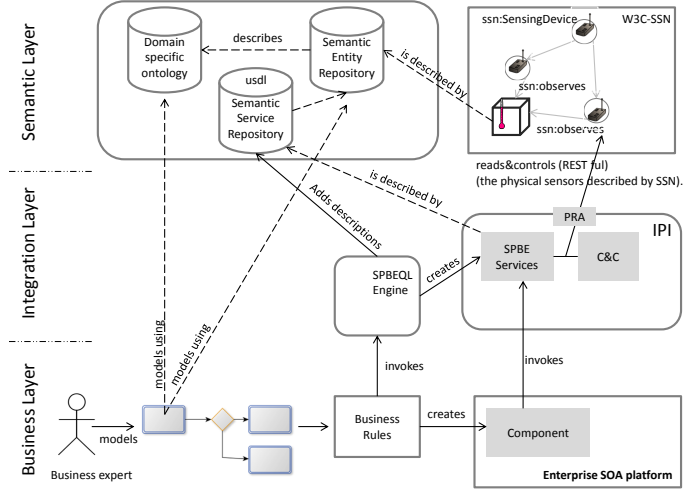 Semantic Layer
Integration Layer
Business Layer
Domain
specific
ontology
describes
Semantic
Entity
Repository
usdl
Semantic
Service
Repository
is described by
ssn:SensingDevice
W3C-SSN
ssn:observes
ssn:observes
reads&controls (REST ful)
(the physical sensors described by SSN).
is described by
Adds descriptions
PRA
IPI
SPBE
Services
C&C
SPBEQL
Engine
creates
models using
models using
invokes
invokes
models
Business expert
Business
Rules
creates
Component
Enterprise SOA platform